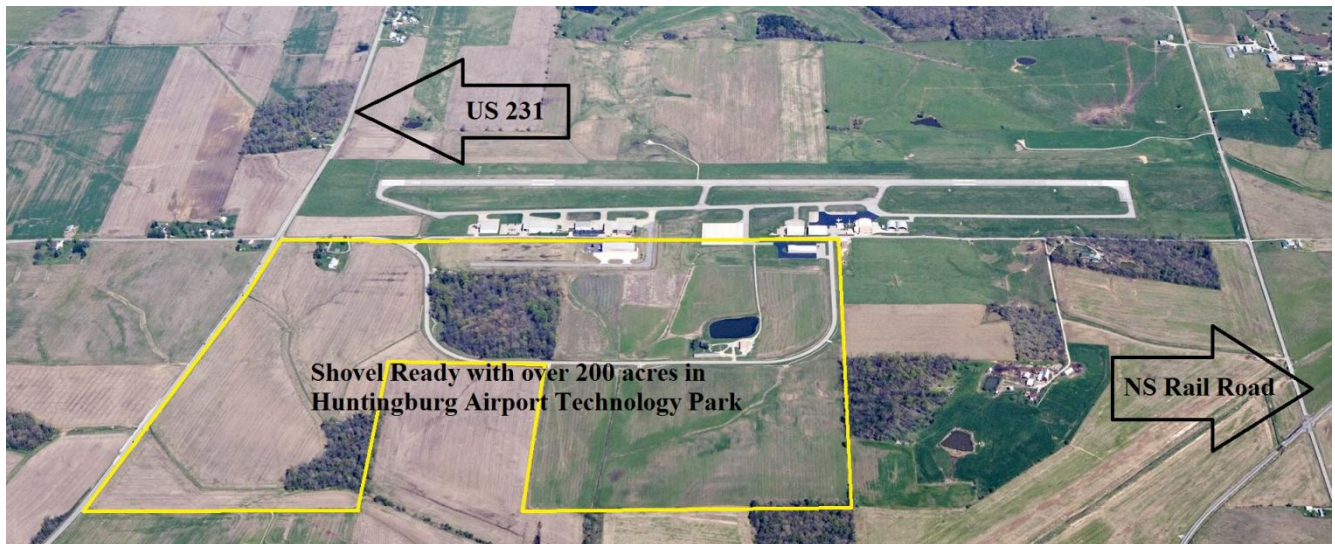 US 231
Shovel Ready with over 200 acres in
Huntingburg Airport Technology Park
NS Rail Road